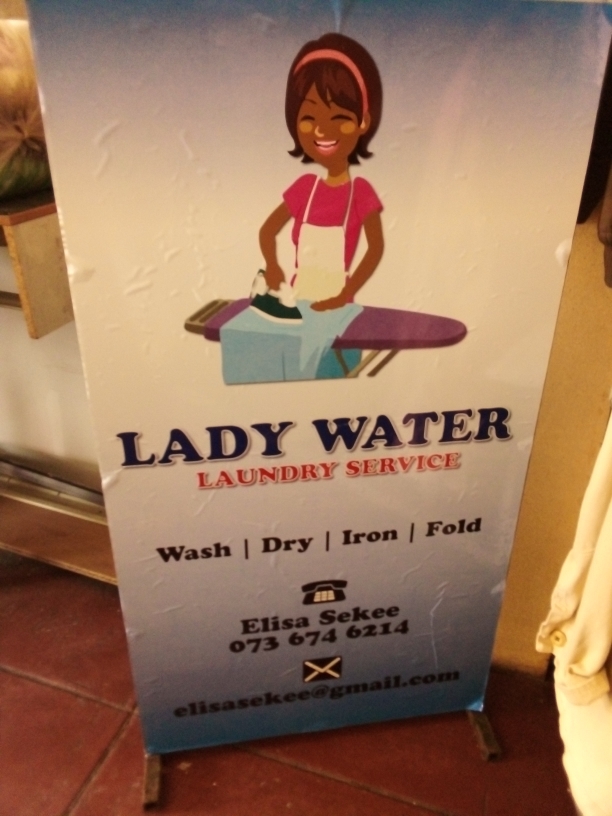 LADY WATER
LAUNDRY SERVICE
Wash | Dry | Iron | Fold
Elisa Sekee
073 674 6214
elisasekee@gmail.com